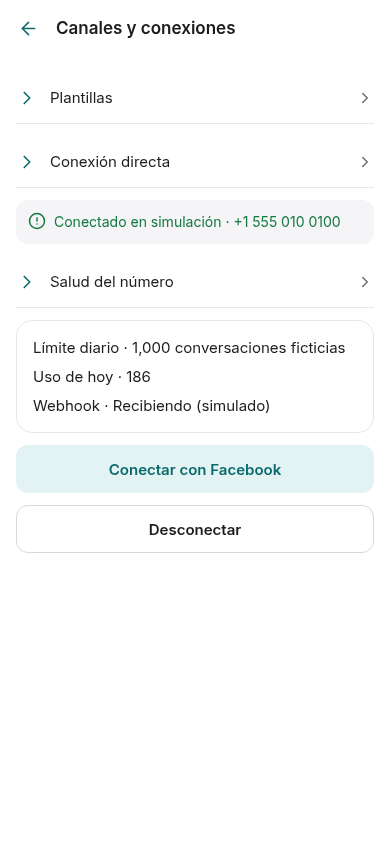 Canales y conexiones
Plantillas
Conexión directa
Conectado en simulación · +1 555 010 0100
Salud del número
Límite diario · 1,000 conversaciones ficticias
Uso de hoy · 186
Webhook · Recibiendo (simulado)
Conectar con Facebook
Desconectar